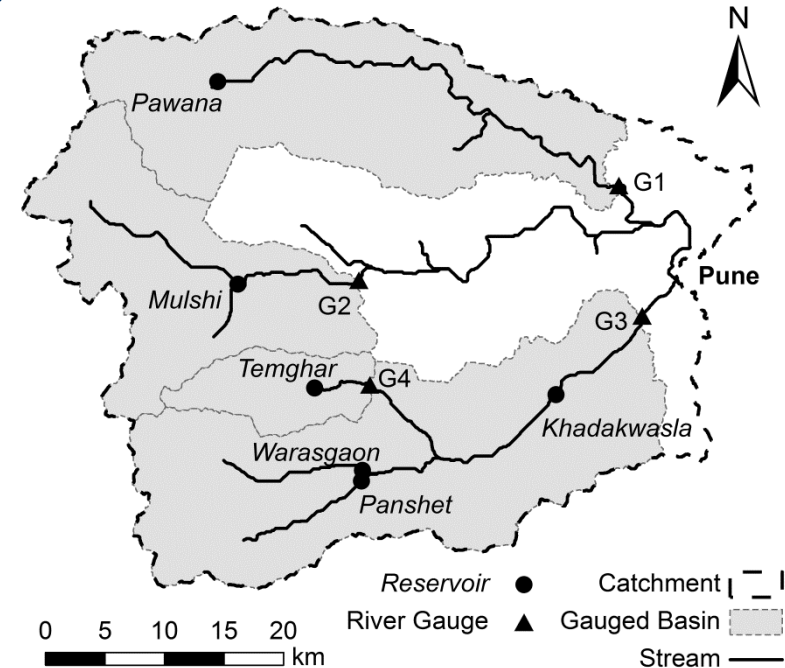 N
Pawana
G1
Pune
Mulshi
G2
G3
Temghar
G4
Khadakwasla
Warasgaon
Panshet
Reservoir
Catchment
River Gauge
Gauged Basin
0 5 10 15 20
km
Stream